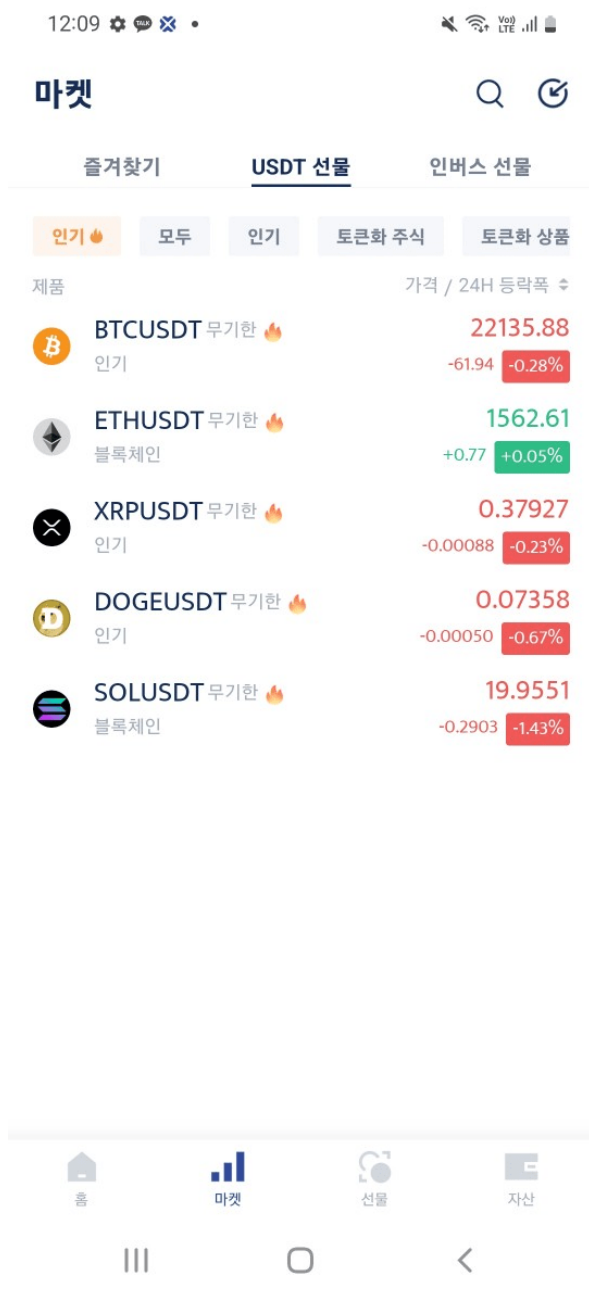 12:09 TALK Vo)) LTE
마켓
즐겨찾기 USDT 선물 인버스 선물
인기 모두 인기 토큰화 주식 토큰화 상품
제품 가격 / 24H 등락폭
BTCUSDT 무기한 22135.88
인기 -61.94 -0.28%
ETHUSDT 무기한 1562.61
블록체인 +0.77 +0.05%
XRPUSDT 무기한 0.37927
인기 -0.00088 -0.23%
DOGEUSDT 무기한 0.07358
인기 -0.00050 -0.67%
SOLUSDT 무기한 19.9551
블록체인 -0.2903 -1.43%
홈 마켓 선물 자산